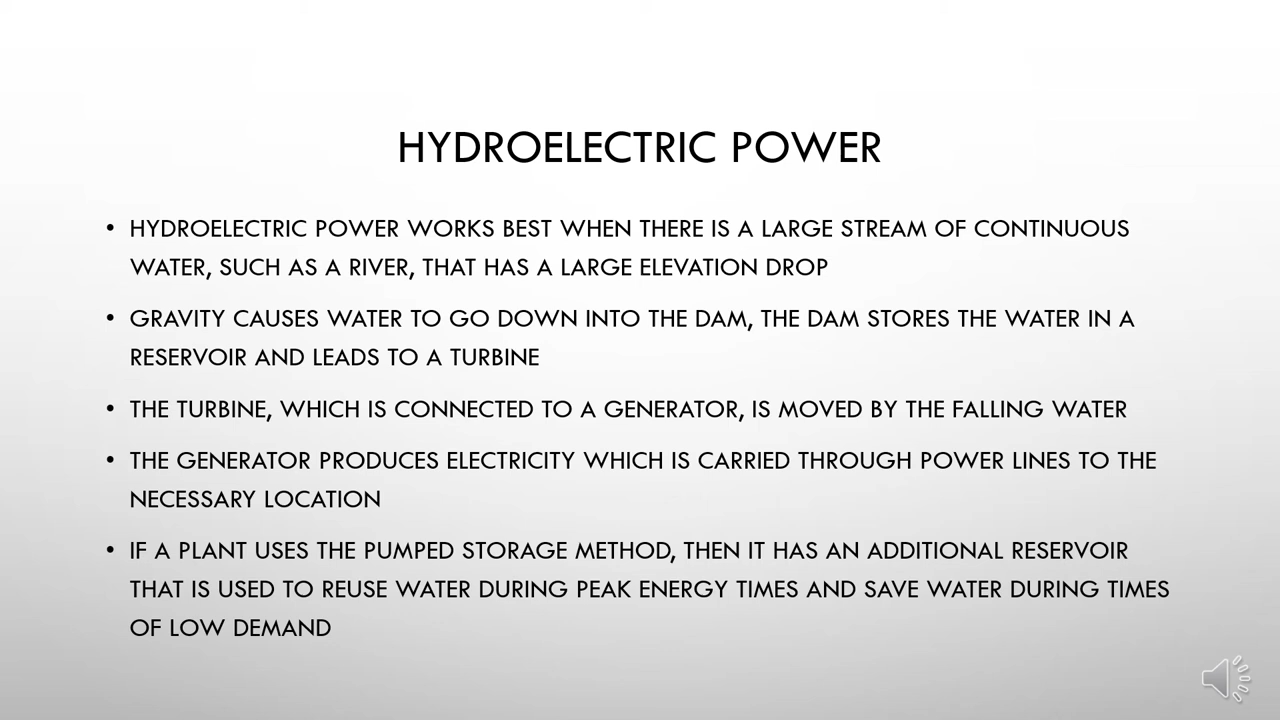 HYDROELECTRIC POWER
• HYDROELECTRIC POWER WORKS BEST WHEN THERE IS A LARGE STREAM OF CONTINUOUS
WATER, SUCH AS A RIVER, THAT HAS A LARGE ELEVATION DROP
• GRAVITY CAUSES WATER TO GO DOWN INTO THE DAM, THE DAM STORES THE WATER IN A
RESERVOIR AND LEADS TO A TURBINE
• THE TURBINE, WHICH IS CONNECTED TO A GENERATOR, IS MOVED BY THE FALLING WATER
• THE GENERATOR PRODUCES ELECTRICITY WHICH IS CARRIED THROUGH POWER LINES TO THE
NECESSARY LOCATION
• IF A PLANT USES THE PUMPED STORAGE METHOD, THEN IT HAS AN ADDITIONAL RESERVOIR
THAT IS USED TO REUSE WATER DURING PEAK ENERGY TIMES AND SAVE WATER DURING TIMES
OF LOW DEMAND